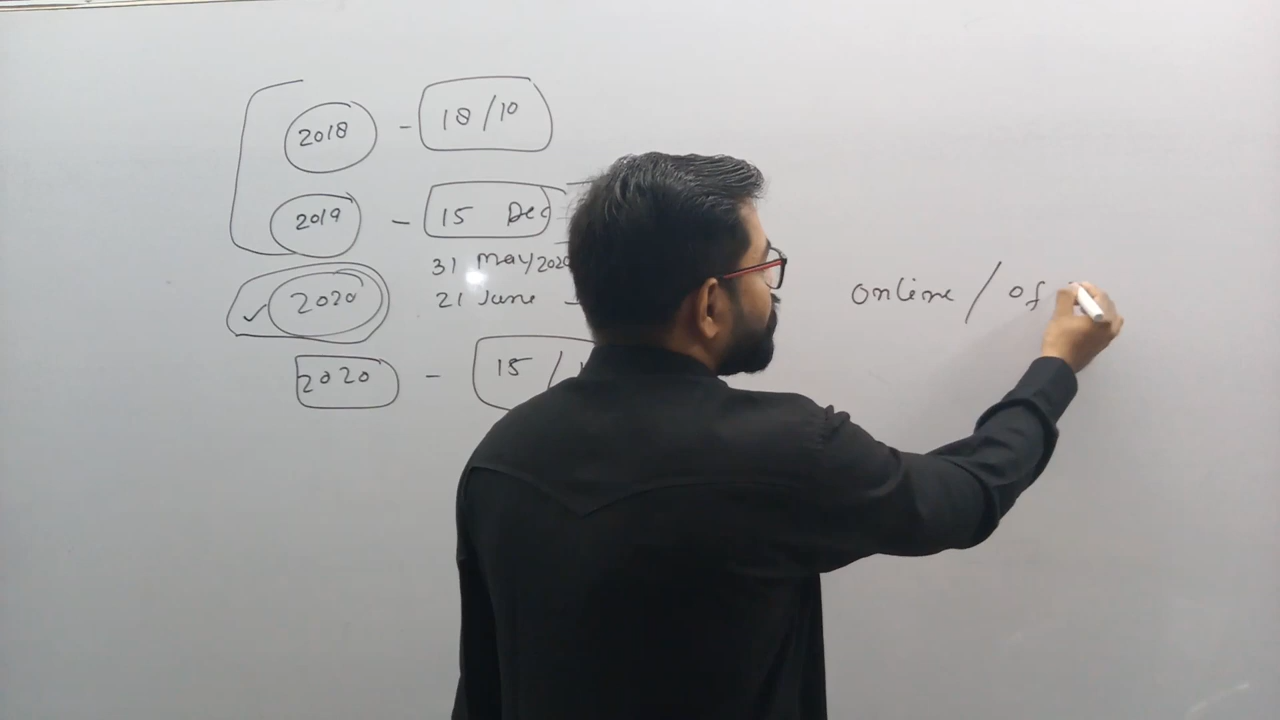 2018 - 18/10
2019 - 15 Dec
31 May/2020
2020 21 June -
2020 - 15 /
Online / of